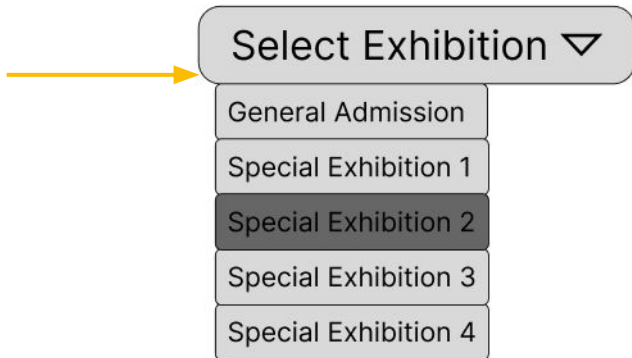 Select Exhibition
General Admission
Special Exhibition 1
Special Exhibition 2
Special Exhibition 3
Special Exhibition 4